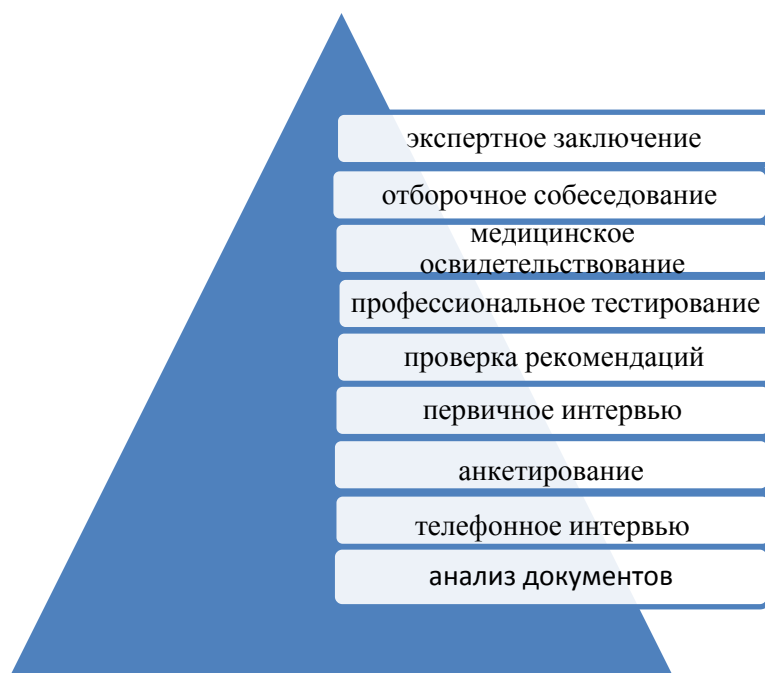 экспертное заключение
отборочное собеседование
медицинское
освидетельствование
профессиональное тестирование
проверка рекомендаций
первичное интервью
анкетирование
телефонное интервью
анализ документов